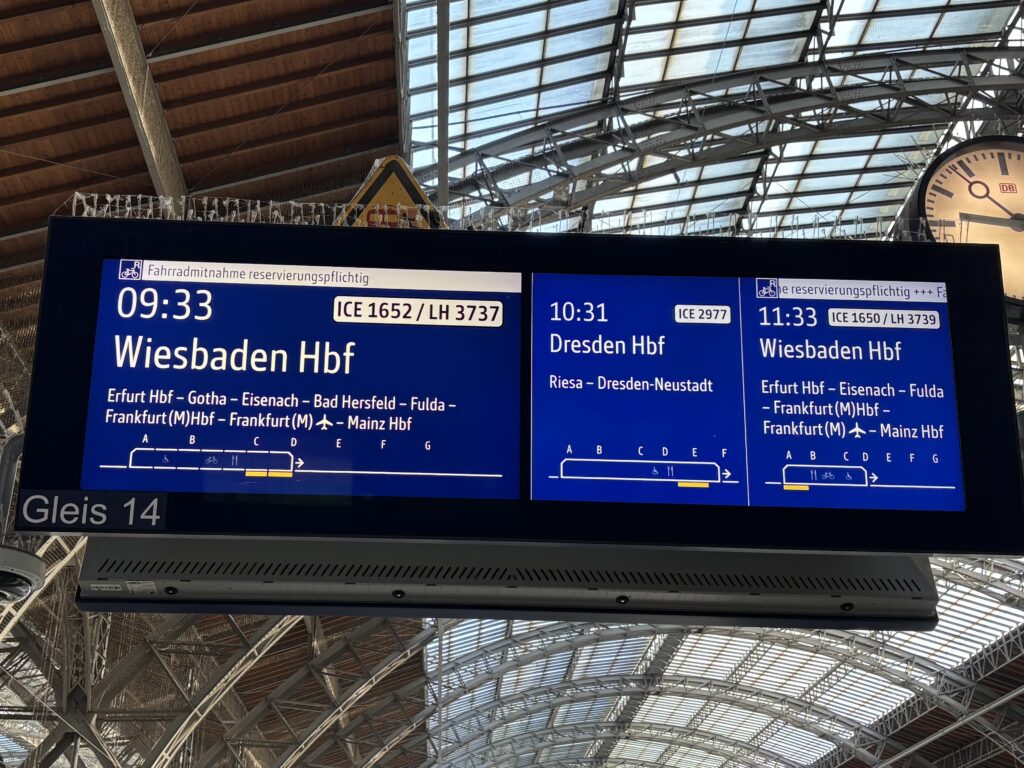 R
Fahrradmitnahme reservierungspflichtig
09:33
ICE 1652 / LH 3737
Wiesbaden Hbf
Erfurt Hbf – Gotha – Eisenach – Bad Hersfeld – Fulda –
Frankfurt(M)Hbf – Frankfurt(M) – Mainz Hbf
A B C D E F G
10:31
ICE 2977
Dresden Hbf
Riesa – Dresden-Neustadt
A B C D E F
R
e reservierungspflichtig +++ Fa
11:33
ICE 1650 / LH 3739
Wiesbaden Hbf
Erfurt Hbf – Eisenach – Fulda
– Frankfurt(M)Hbf –
Frankfurt(M) – Mainz Hbf
A B C D E F G
Gleis 14
DB